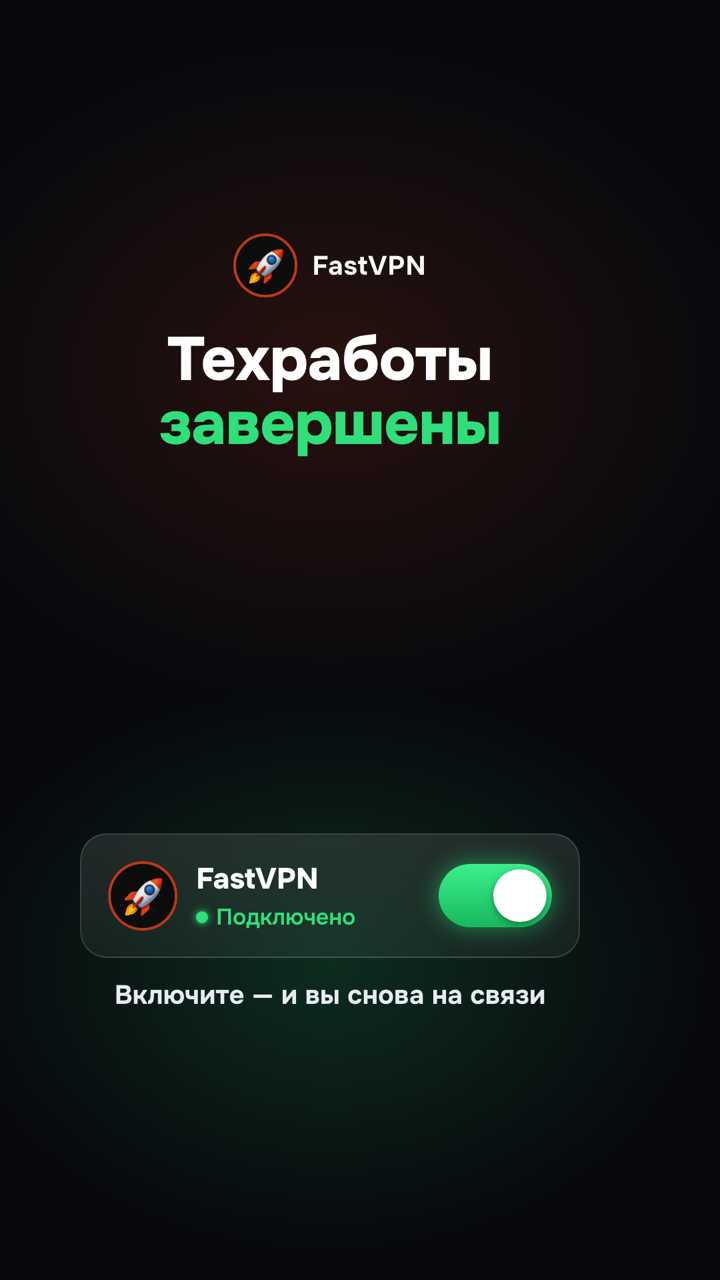 FastVPN
Техработы
завершены
FastVPN
Подключено
Включите — и вы снова на связи